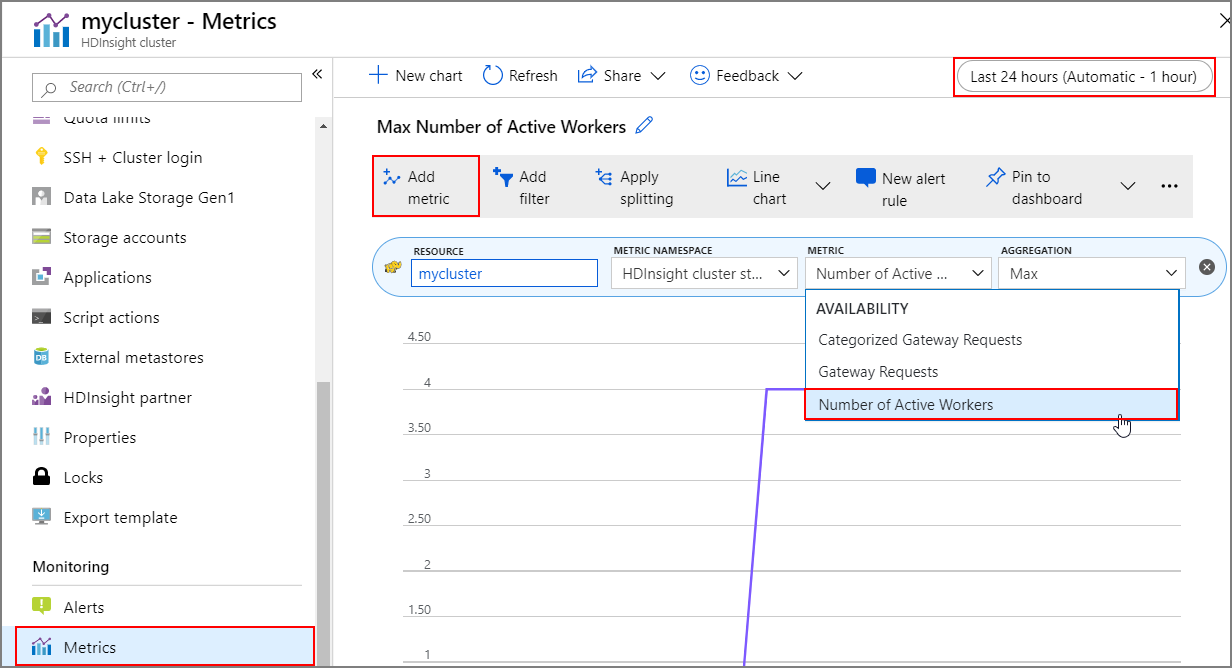 mycluster - Metrics
HDInsight cluster
Search (Ctrl+/)
«
Quota limits
SSH + Cluster login
Data Lake Storage Gen1
Storage accounts
Applications
Script actions
External metastores
HDInsight partner
Properties
Locks
Export template
Monitoring
Alerts
Metrics
New chart
Refresh
Share
Feedback
Last 24 hours (Automatic - 1 hour)
Max Number of Active Workers
Add
metric
Add
filter
Apply
splitting
Line
chart
New alert
rule
Pin to
dashboard
RESOURCE
mycluster
METRIC NAMESPACE
HDInsight cluster st...
METRIC
Number of Active ...
AGGREGATION
Max
AVAILABILITY
Categorized Gateway Requests
Gateway Requests
Number of Active Workers
4.50
4
3.50
3
2.50
2
1.50
1